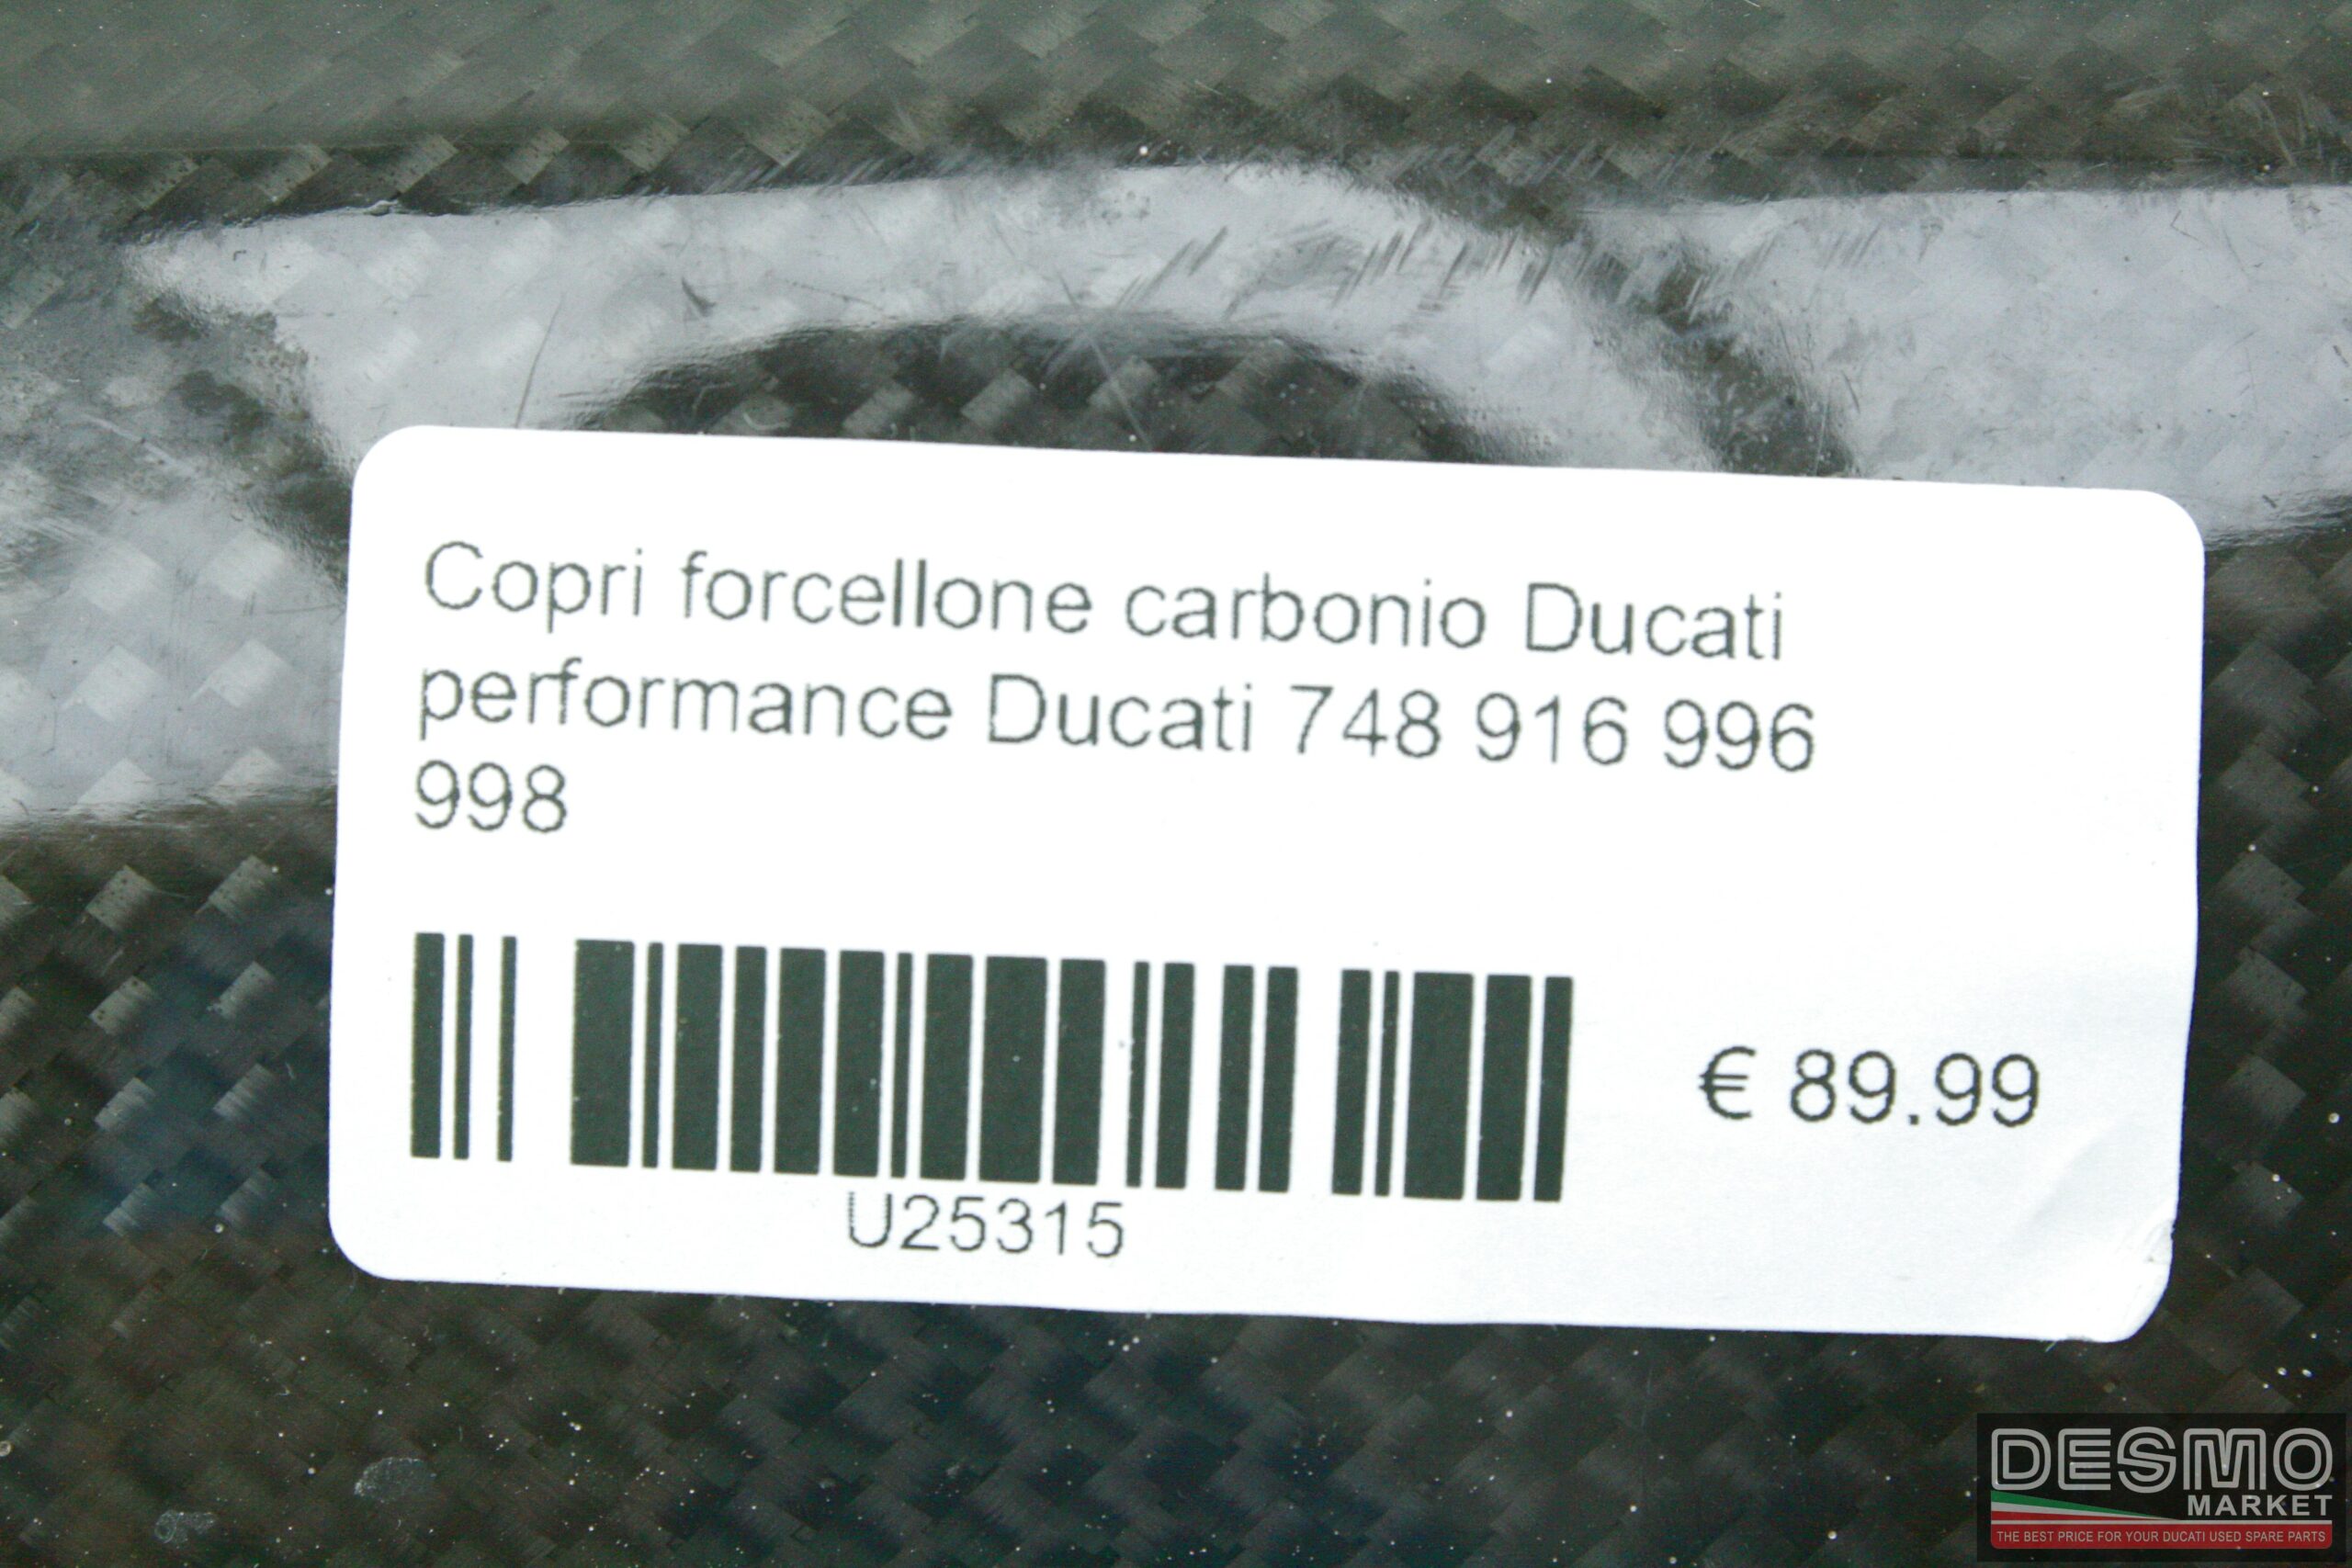 Copri forcellone carbonio Ducati
performance Ducati 748 916 996
998
€ 89.99
U25315
DESMO
MARKET
THE BEST PRICE FOR YOUR DUCATI USED SPARE PARTS